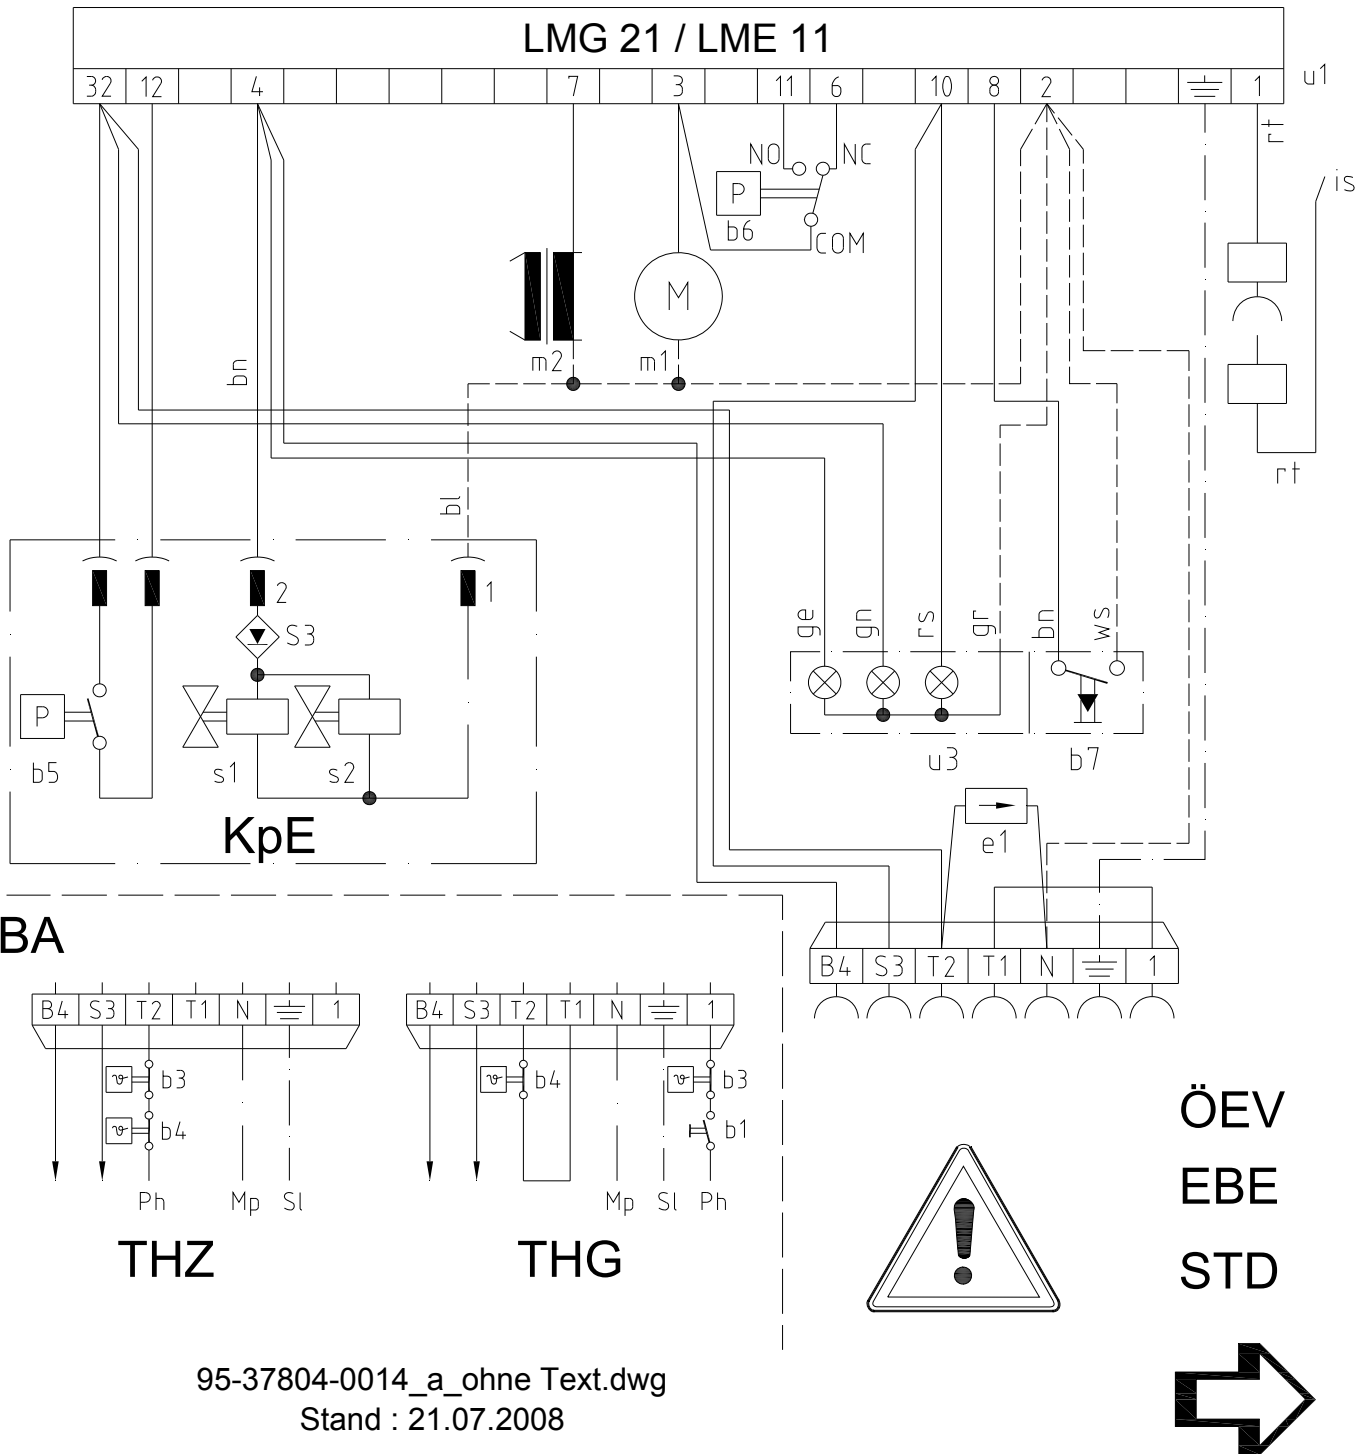 LMG 21 / LME 11
32 12 4 7 3 11 6 10 8 2 1 u1
rt
is
NO NC
P
b6
COM
M
m2 m1
bn
rt
bl
2 1
S3
ge gn rs gr bn ws
P
b5 s1 s2
u3 b7
KpE
e1
BA
B4 S3 T2 T1 N 1
B4 S3 T2 T1 N 1
B4 S3 T2 T1 N 1
ϑ b3
ϑ b4
ϑ b4
ϑ b3
b1
Ph Mp Sl
Mp Sl Ph
THZ
THG
ÖEV
EBE
STD
95-37804-0014_a_ohne Text.dwg
Stand : 21.07.2008